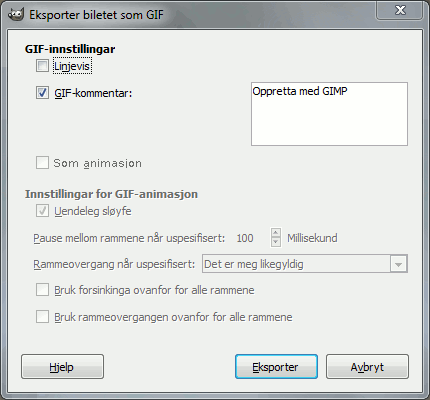 Eksporter biletet som GIF
GIF-innstillingar
Linjevis
GIF-kommentar:
Oppretta med GIMP
Som animasjon
Innstillingar for GIF-animasjon
Uendeleg sløyfe
Pause mellom rammene når uspesifisert: 100 Millisekund
Rammeovergang når uspesifisert: Det er meg likegyldig
Bruk forsinkinga ovanfor for alle rammene
Bruk rammeovergangen ovanfor for alle rammene
Hjelp Eksporter Avbryt